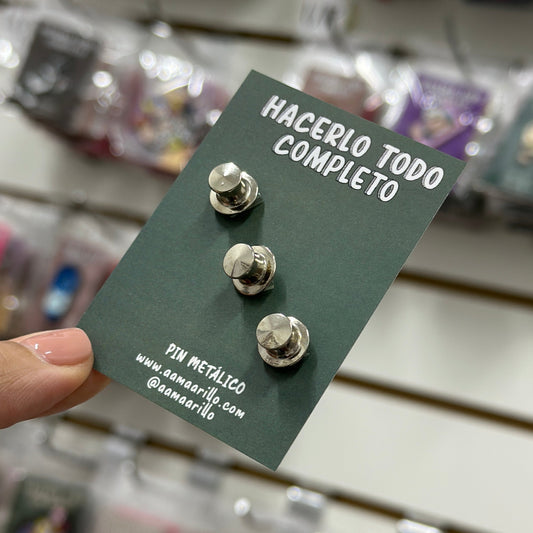 HACERLO TODO
COMPLETO
PIN METÁLICO
www.aamaarillo.com
@aamaarillo